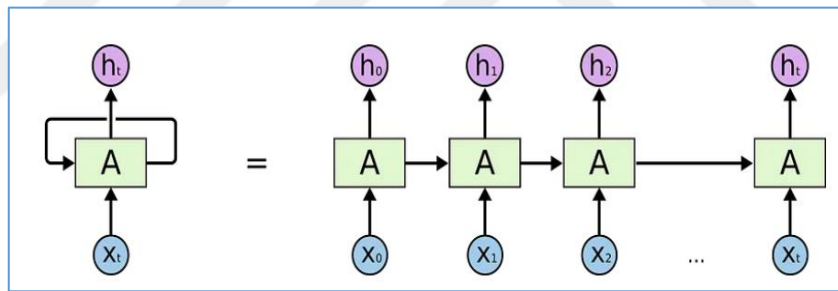 hₜ h₀ h₁ h₂ hₜ
A = A A A A
xₜ x₀ x₁ x₂ ... xₜ